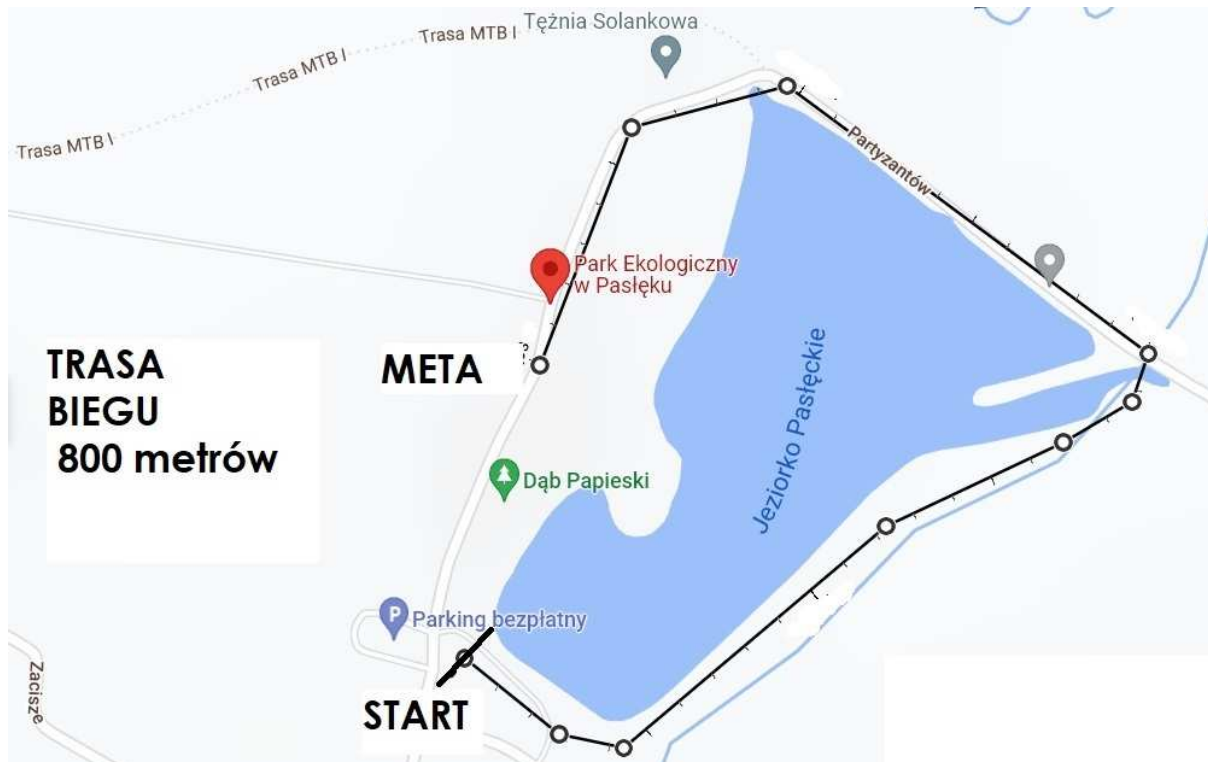 Tężnia Solankowa
Trasa MTB I
Trasa MTB I
Trasa MTB I
Partyzantów
Park Ekologiczny
w Pasłęku
TRASA
BIEGU
800 metrów
META
Jeziorko Pasłęckie
Dąb Papieski
P
Parking bezpłatny
Zacisze
START